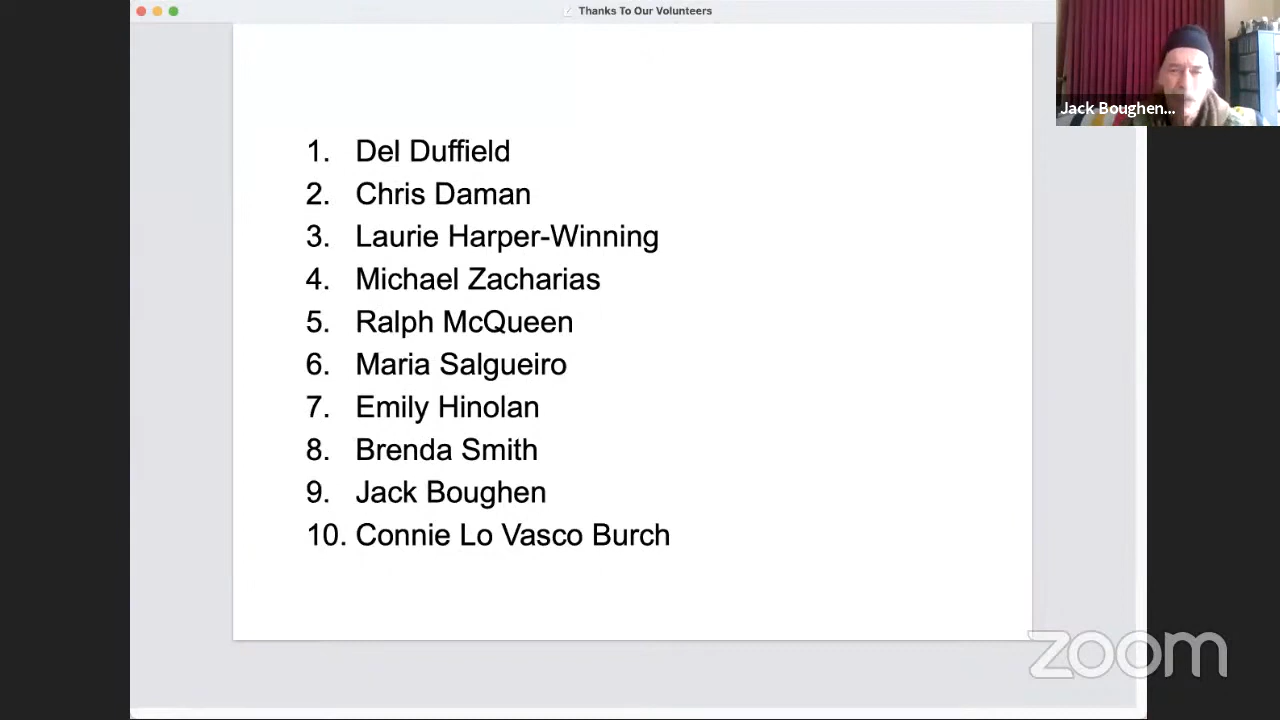 Thanks To Our Volunteers
Jack Boughen...
1. Del Duffield
2. Chris Daman
3. Laurie Harper-Winning
4. Michael Zacharias
5. Ralph McQueen
6. Maria Salgueiro
7. Emily Hinolan
8. Brenda Smith
9. Jack Boughen
10. Connie Lo Vasco Burch
zoom